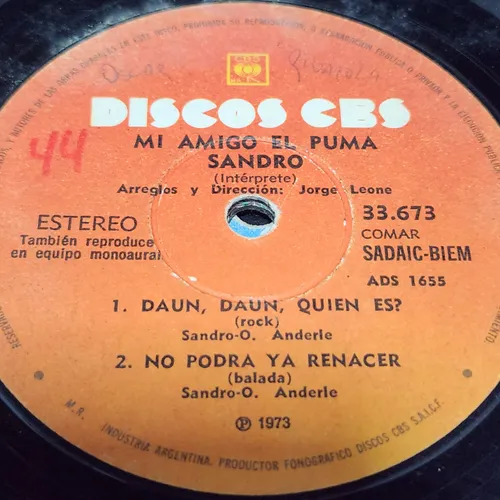 CBS
DISCOS CBS
MI AMIGO EL PUMA
SANDRO
(Intérprete)
Arreglos y Dirección: Jorge Leone
44
ESTEREO
También reproduce
en equipo monoaural
33.673
COMAR
SADAIC-BIEM
ADS 1655
1. DAUN, DAUN, QUIEN ES?
(rock)
Sandro-O. Anderle
2. NO PODRA YA RENACER
(balada)
Sandro-O. Anderle
Ⓟ 1973
M.R. INDUSTRIA ARGENTINA. PRODUCTOR FONOGRAFICO DISCOS CBS S.A.I.C.F.